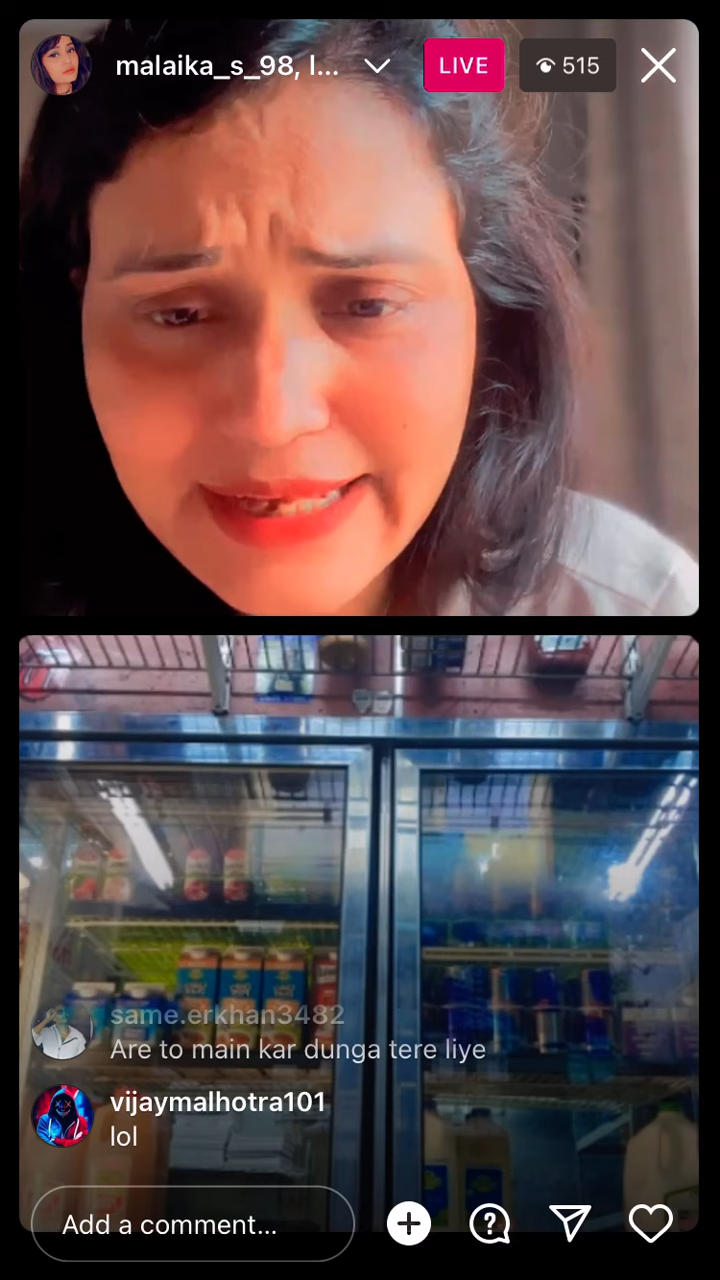 malaika_s_98, l...
LIVE
515
same.erkhan3482
Are to main kar dunga tere liye
vijaymalhotra101
lol
Add a comment...